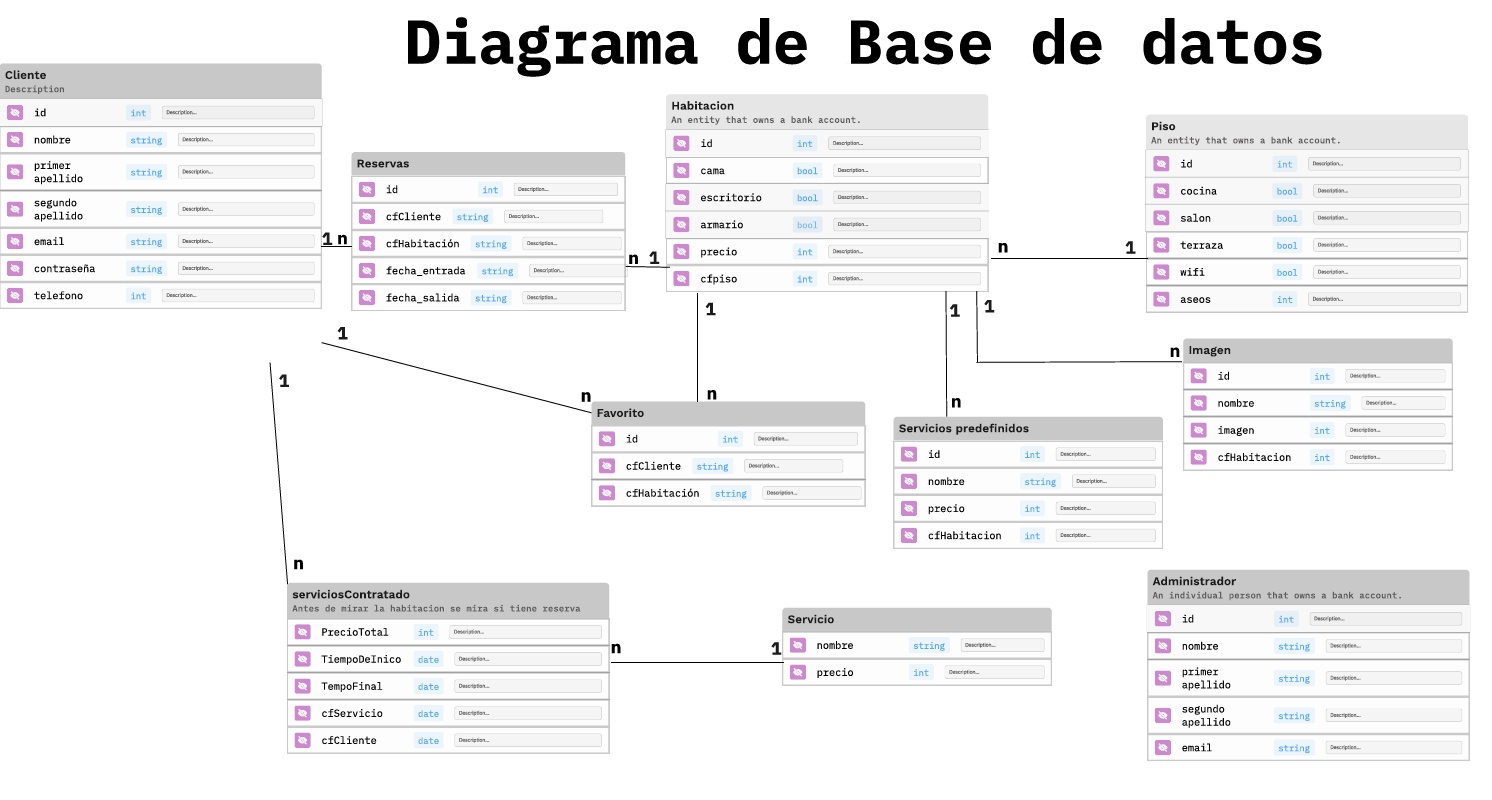 Diagrama de Base de datos
Cliente
Description
id int Description...
nombre string Description...
primer
apellido string Description...
segundo
apellido string Description...
email string Description...
contraseña string Description...
telefono int Description...
1 n
Reservas
id int Description...
cfCliente string Description...
cfHabitación string Description...
fecha_entrada string Description...
fecha_salida string Description...
n 1
Habitacion
An entity that owns a bank account.
id int Description...
cama bool Description...
escritorio bool Description...
armario bool Description...
precio int Description...
cfpiso int Description...
n 1
Piso
An entity that owns a bank account.
id int Description...
cocina bool Description...
salon bool Description...
terraza bool Description...
wifi bool Description...
aseos int Description...
1
n
1
n
1
n
1
n
Imagen
id int Description...
nombre string Description...
imagen int Description...
cfHabitacion int Description...
Favorito
id int Description...
cfCliente string Description...
cfHabitación string Description...
Servicios predefinidos
id int Description...
nombre string Description...
precio int Description...
cfHabitacion int Description...
1
n
serviciosContratado
Antes de mirar la habitacion se mira si tiene reserva
PrecioTotal int Description...
TiempoDeInico date Description...
TempoFinal date Description...
cfServicio date Description...
cfCliente date Description...
n 1
Servicio
nombre string Description...
precio int Description...
Administrador
An individual person that owns a bank account.
id int Description...
nombre string Description...
primer
apellido string Description...
segundo
apellido string Description...
email string Description...